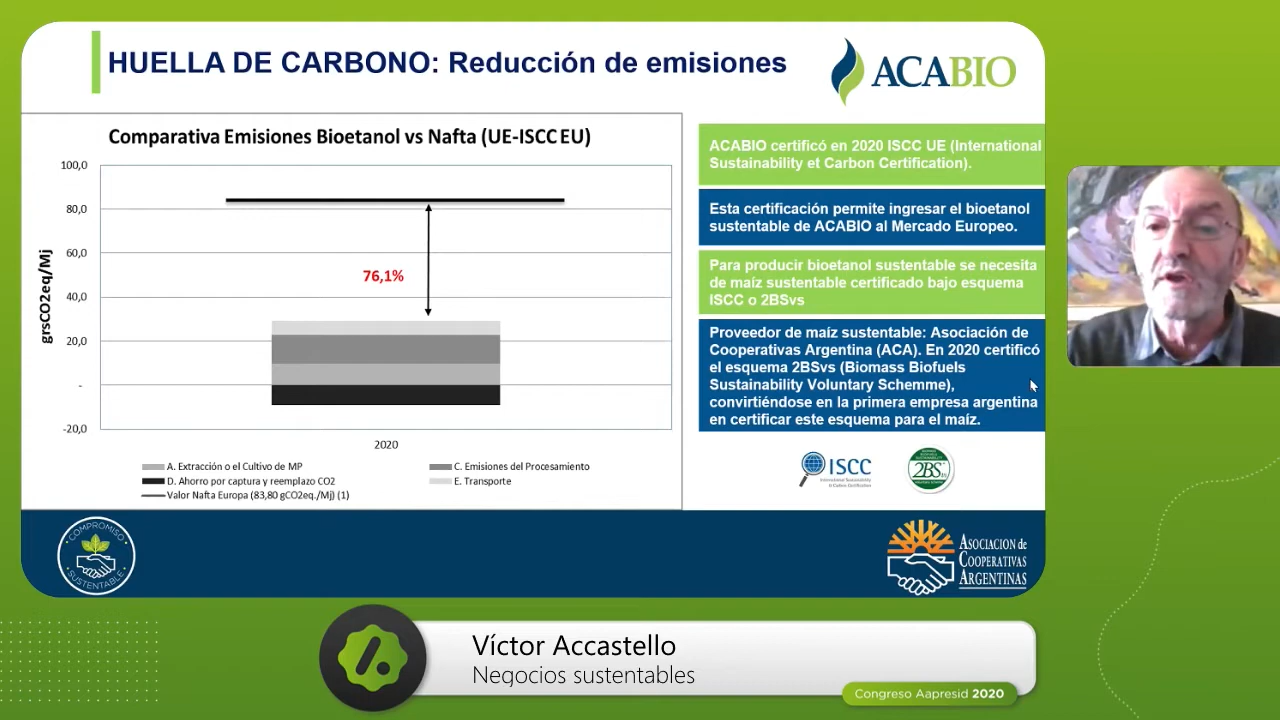 HUELLA DE CARBONO: Reducción de emisiones
ACABIO
Comparativa Emisiones Bioetanol vs Nafta (UE-ISCC EU)
100,0
80,0
60,0
40,0
20,0
-
-20,0
grsCO2eq/Mj
76,1%
2020
A. Extracción o el Cultivo de MP
C. Emisiones del Procesamiento
D. Ahorro por captura y reemplazo CO2
E. Transporte
Valor Nafta Europa (83,80 gCO2eq./Mj) (1)
ACABIO certificó en 2020 ISCC UE (International
Sustainability et Carbon Certification).
Esta certificación permite ingresar el bioetanol
sustentable de ACABIO al Mercado Europeo.
Para producir bioetanol sustentable se necesita
de maíz sustentable certificado bajo esquema
ISCC o 2BSvs
Proveedor de maíz sustentable: Asociación de
Cooperativas Argentina (ACA). En 2020 certificó
el esquema 2BSvs (Biomass Biofuels
Sustainability Voluntary Schemme),
convirtiéndose en la primera empresa argentina
en certificar este esquema para el maíz.
ISCC
International Sustainability
& Carbon Certification
2BS
COMPROMISO
SUSTENTABLE
ASOCIACION de
COOPERATIVAS
ARGENTINAS
Víctor Accastello
Negocios sustentables
Congreso Aapresid 2020